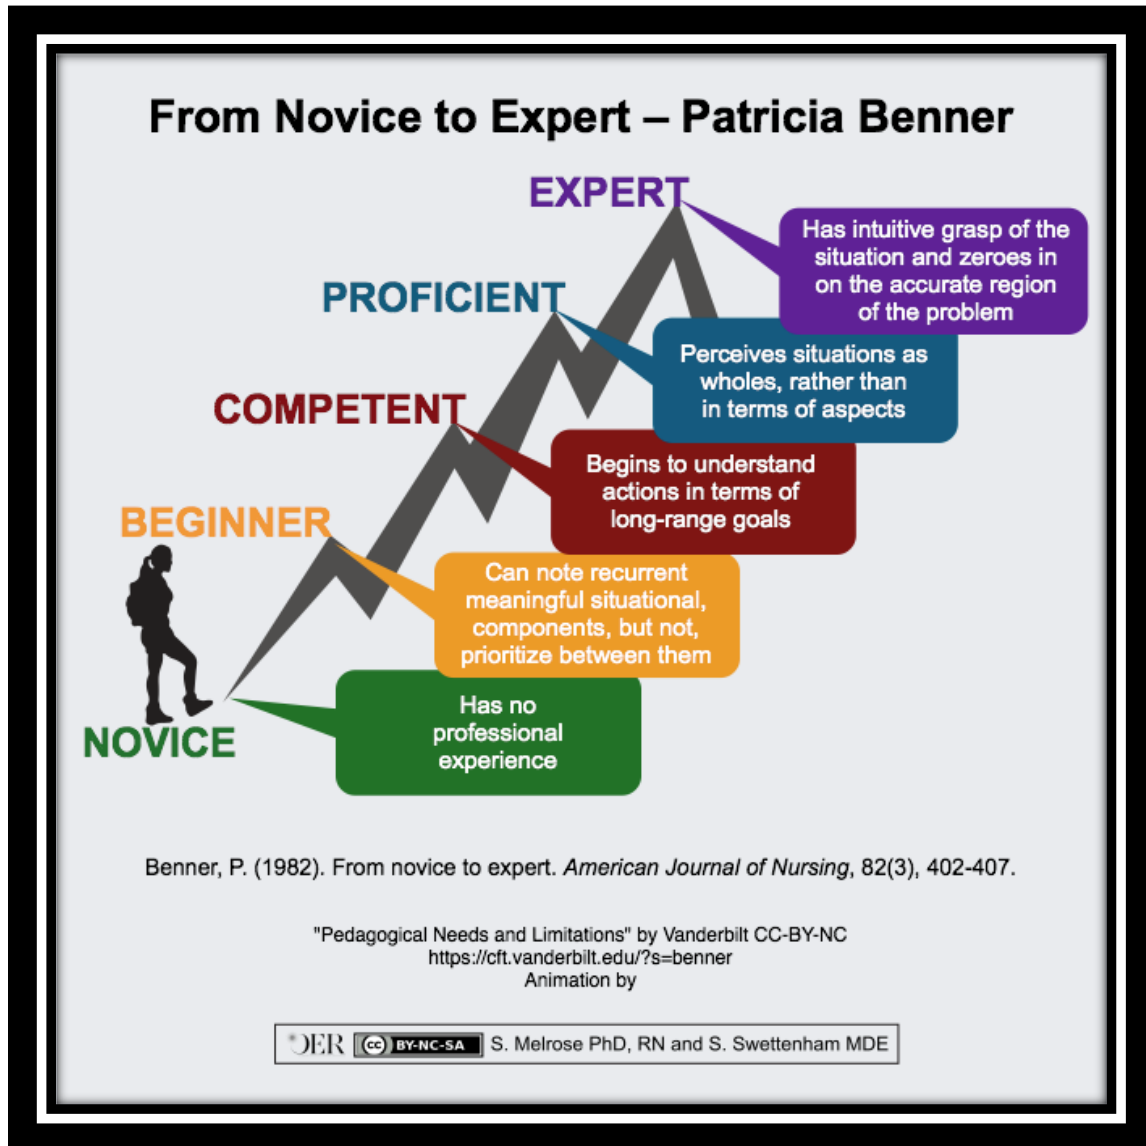 From Novice to Expert – Patricia Benner
EXPERT
Has intuitive grasp of the
situation and zeroes in
on the accurate region
of the problem
PROFICIENT
Perceives situations as
wholes, rather than
in terms of aspects
COMPETENT
Begins to understand
actions in terms of
long-range goals
BEGINNER
Can note recurrent
meaningful situational,
components, but not,
prioritize between them
NOVICE
Has no
professional
experience
Benner, P. (1982). From novice to expert. American Journal of Nursing, 82(3), 402-407.
"Pedagogical Needs and Limitations" by Vanderbilt CC-BY-NC
https://cft.vanderbilt.edu/?s=benner
Animation by
OER cc BY-NC-SA S. Melrose PhD, RN and S. Swettenham MDE